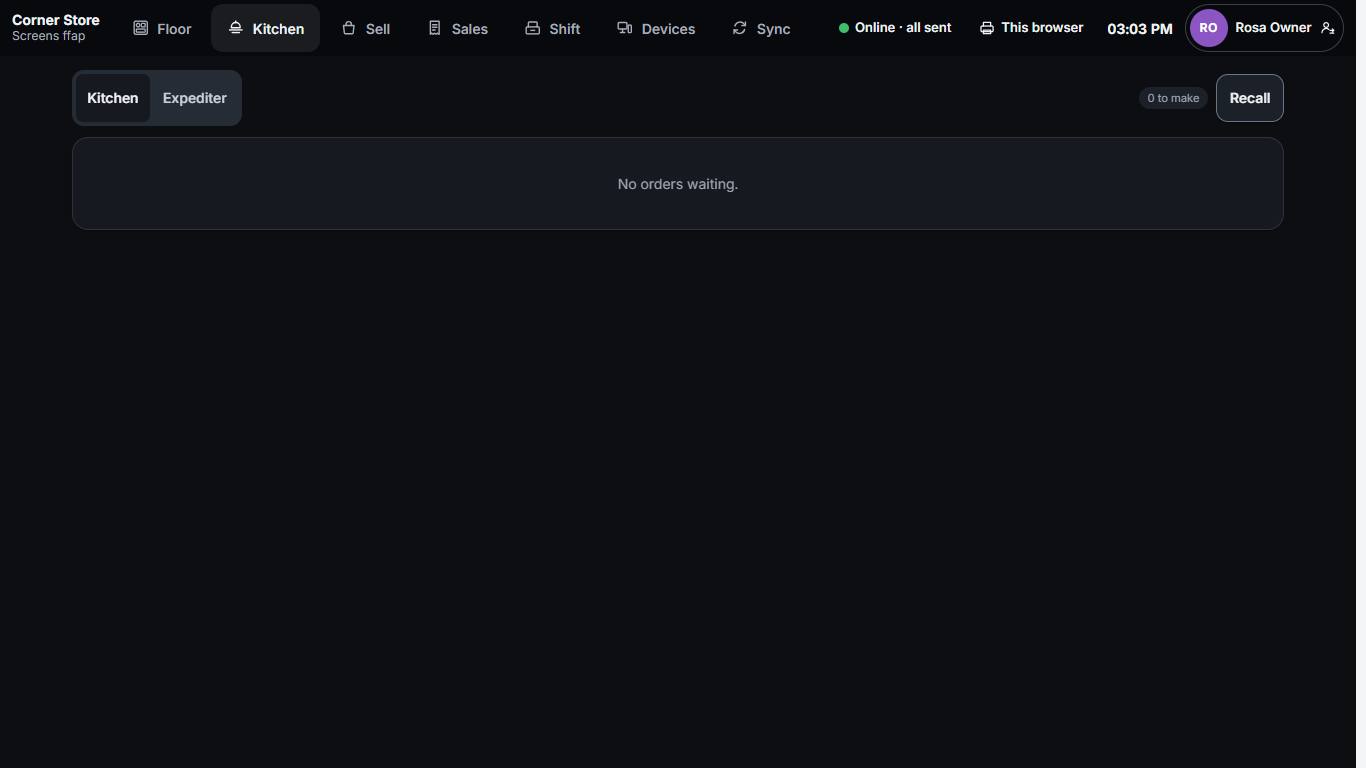 Corner Store
Screens ffap
Floor
Kitchen
Sell
Sales
Shift
Devices
Sync
Online · all sent
This browser
03:03 PM
RO
Rosa Owner
Kitchen
Expediter
0 to make
Recall
No orders waiting.